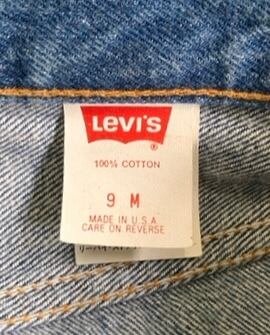 LEVI'S
®
100% COTTON
9 M
MADE IN U.S.A.
CARE ON REVERSE